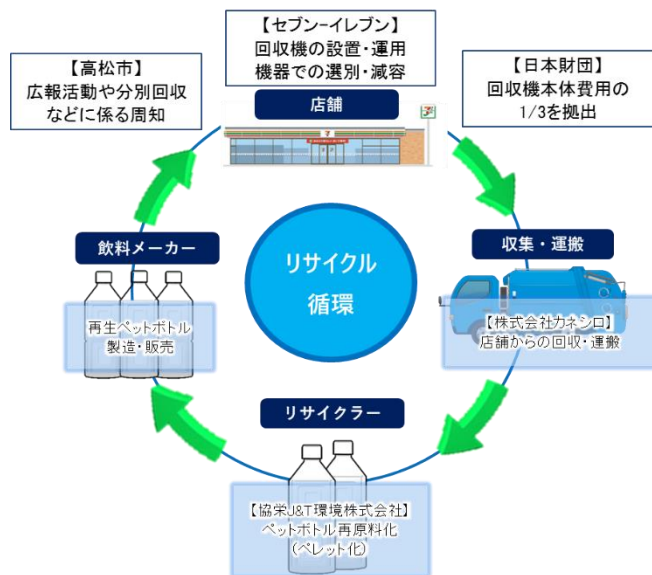 【セブン-イレブン】
回収機の設置・運用
機器での選別・減容
【高松市】
広報活動や分別回収
などに係る周知
【日本財団】
回収機本体費用の
1/3を拠出
店舗
7
飲料メーカー
再生ペットボトル
製造・販売
リサイクル
循環
収集・運搬
【株式会社カネシロ】
店舗からの回収・運搬
リサイクラー
【協栄J&T環境株式会社】
ペットボトル再原料化
(ペレット化)